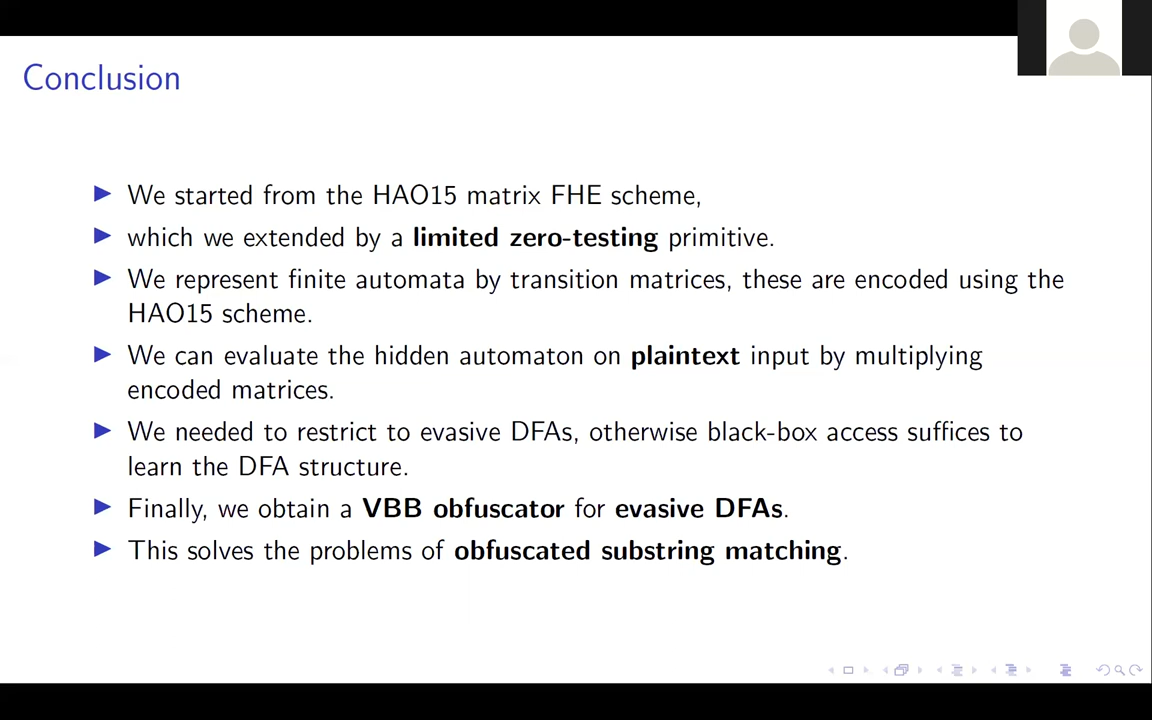 Conclusion
We started from the HAO15 matrix FHE scheme,
which we extended by a limited zero-testing primitive.
We represent finite automata by transition matrices, these are encoded using the
HAO15 scheme.
We can evaluate the hidden automaton on plaintext input by multiplying
encoded matrices.
We needed to restrict to evasive DFAs, otherwise black-box access suffices to
learn the DFA structure.
Finally, we obtain a VBB obfuscator for evasive DFAs.
This solves the problems of obfuscated substring matching.